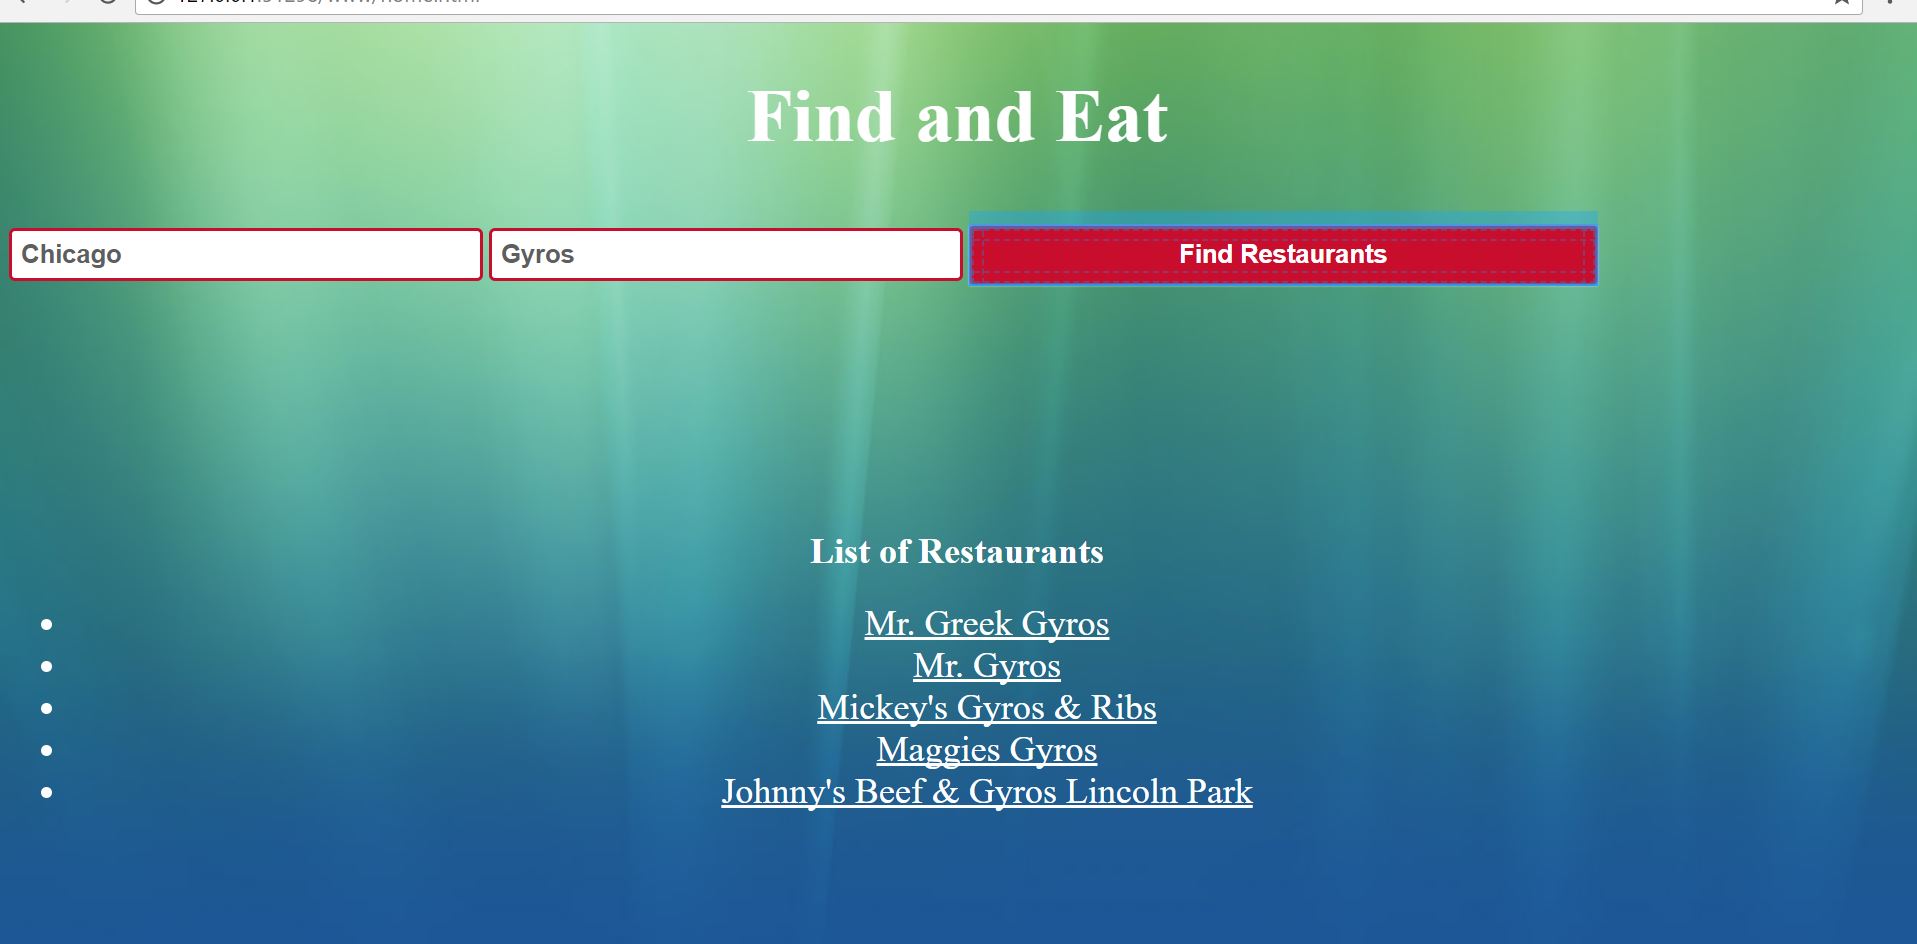 Find and Eat
Chicago
Gyros
Find Restaurants
List of Restaurants
Mr. Greek Gyros
Mr. Gyros
Mickey's Gyros & Ribs
Maggies Gyros
Johnny's Beef & Gyros Lincoln Park